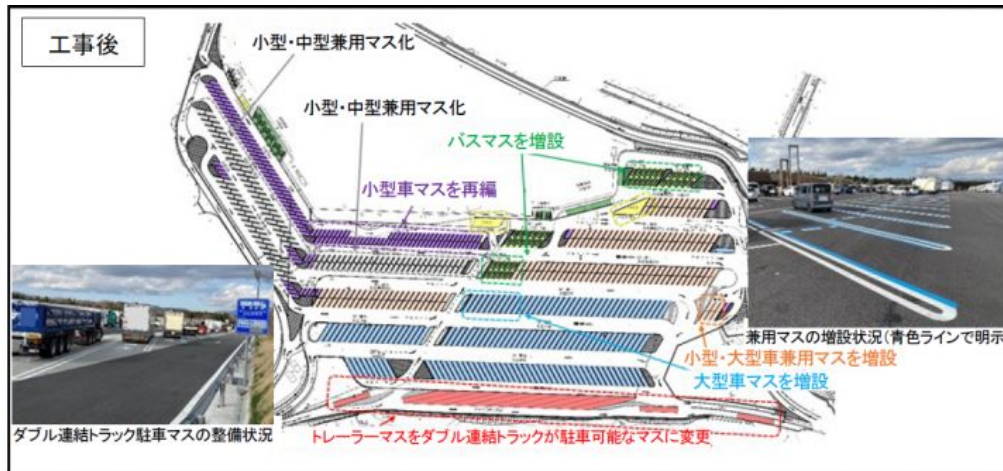 工事後
小型・中型兼用マス化
小型・中型兼用マス化
バスマスを増設
小型車マスを再編
兼用マスの増設状況(青色ラインで明示
小型・大型車兼用マスを増設
大型車マスを増設
ダブル連結トラック駐車マスの整備状況
トレーラーマスをダブル連結トラックが駐車可能なマスに変更